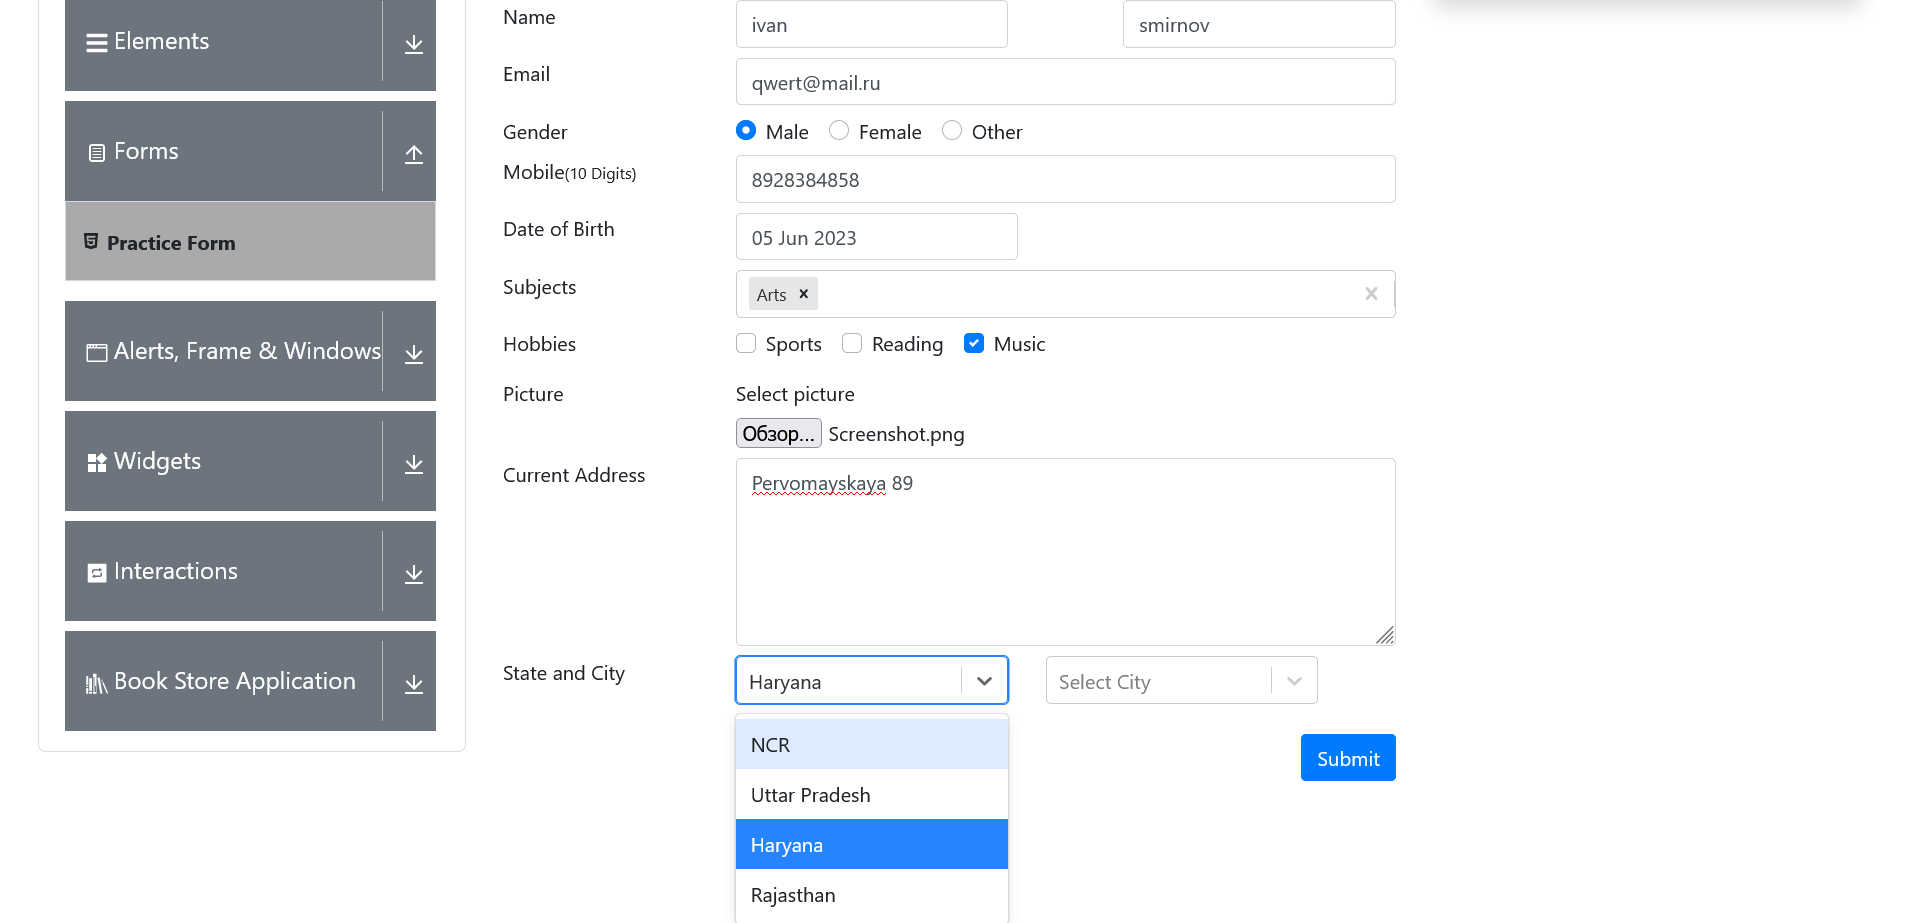 Elements
Forms
Practice Form
Alerts, Frame & Windows
Widgets
Interactions
Book Store Application
Name
ivan
smirnov
Email
qwert@mail.ru
Gender
Male
Female
Other
Mobile(10 Digits)
8928384858
Date of Birth
05 Jun 2023
Subjects
Arts
Hobbies
Sports
Reading
Music
Picture
Select picture
Обзор... Screenshot.png
Current Address
Pervomayskaya 89
State and City
Haryana
Select City
NCR
Uttar Pradesh
Haryana
Rajasthan
Submit